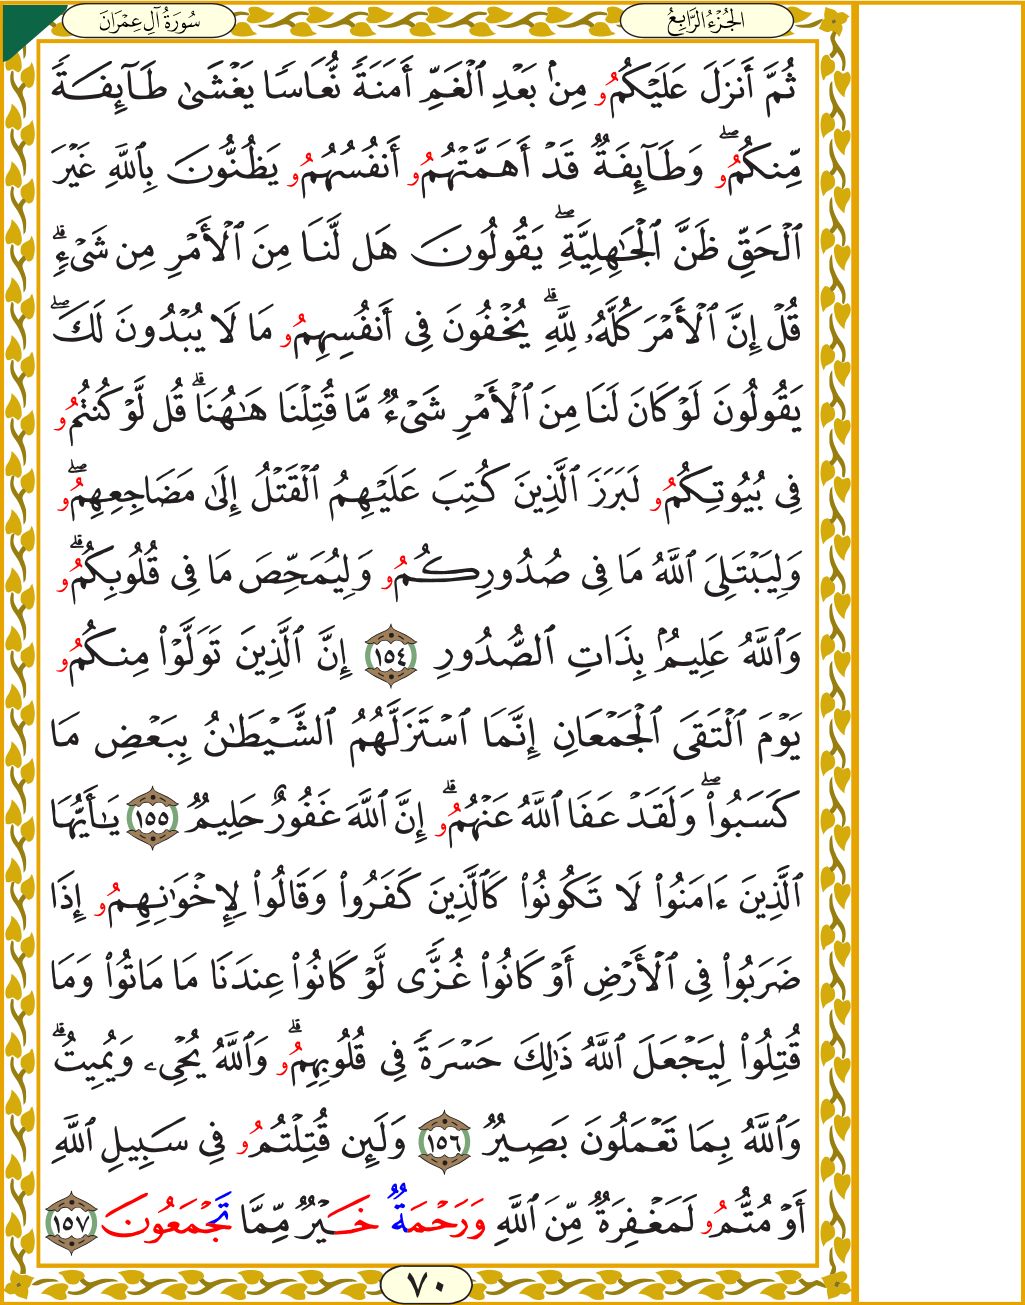 الجُزْءُ الرَّابِعُ
سُورَةُ آلِ عِمْرَانَ
ثُمَّ أَنزَلَ عَلَيْكُمُۥ مِنۢ بَعْدِ ٱلْغَمِّ أَمَنَةً نُّعَاسًا يَغْشَىٰ طَآئِفَةً
مِّنكُمُۥۖ وَطَآئِفَةٌ قَدْ أَهَمَّتْهُمُۥ أَنفُسُهُمُۥ يَظُنُّونَ بِٱللَّهِ غَيْرَ
ٱلْحَقِّ ظَنَّ ٱلْجَٰهِلِيَّةِۖ يَقُولُونَ هَل لَّنَا مِنَ ٱلْأَمْرِ مِن شَىْءٍۗ
قُلْ إِنَّ ٱلْأَمْرَ كُلَّهُۥ لِلَّهِۗ يُخْفُونَ فِى أَنفُسِهِمُۥ مَا لَا يُبْدُونَ لَكَۖ
يَقُولُونَ لَوْ كَانَ لَنَا مِنَ ٱلْأَمْرِ شَىْءٌ مَّا قُتِلْنَا هَٰهُنَاۗ قُل لَّوْ كُنتُمُۥ
فِى بُيُوتِكُمُۥ لَبَرَزَ ٱلَّذِينَ كُتِبَ عَلَيْهِمُ ٱلْقَتْلُ إِلَىٰ مَضَاجِعِهِمُۥۖ
وَلِيَبْتَلِىَ ٱللَّهُ مَا فِى صُدُورِكُمُۥ وَلِيُمَحِّصَ مَا فِى قُلُوبِكُمُۥۗ
وَٱللَّهُ عَلِيمٌۢ بِذَاتِ ٱلصُّدُورِ ١٥٤ إِنَّ ٱلَّذِينَ تَوَلَّوْا۟ مِنكُمُۥ
يَوْمَ ٱلْتَقَى ٱلْجَمْعَانِ إِنَّمَا ٱسْتَزَلَّهُمُ ٱلشَّيْطَٰنُ بِبَعْضِ مَا
كَسَبُوا۟ۖ وَلَقَدْ عَفَا ٱللَّهُ عَنْهُمُۥۗ إِنَّ ٱللَّهَ غَفُورٌ حَلِيمٌ ١٥٥ يَٰٓأَيُّهَا
ٱلَّذِينَ ءَامَنُوا۟ لَا تَكُونُوا۟ كَٱلَّذِينَ كَفَرُوا۟ وَقَالُوا۟ لِإِخْوَٰنِهِمُۥ إِذَا
ضَرَبُوا۟ فِى ٱلْأَرْضِ أَوْ كَانُوا۟ غُزًّى لَّوْ كَانُوا۟ عِندَنَا مَا مَاتُوا۟ وَمَا
قُتِلُوا۟ لِيَجْعَلَ ٱللَّهُ ذَٰلِكَ حَسْرَةً فِى قُلُوبِهِمُۥۗ وَٱللَّهُ يُحْىِۦ وَيُمِيتُۗ
وَٱللَّهُ بِمَا تَعْمَلُونَ بَصِيرٌ ١٥٦ وَلَئِن قُتِلْتُمُۥ فِى سَبِيلِ ٱللَّهِ
أَوْ مُتُّمُۥ لَمَغْفِرَةٌ مِّنَ ٱللَّهِ وَرَحْمَةٌ خَيْرٌ مِّمَّا تَجْمَعُونَ ١٥٧
٧٠